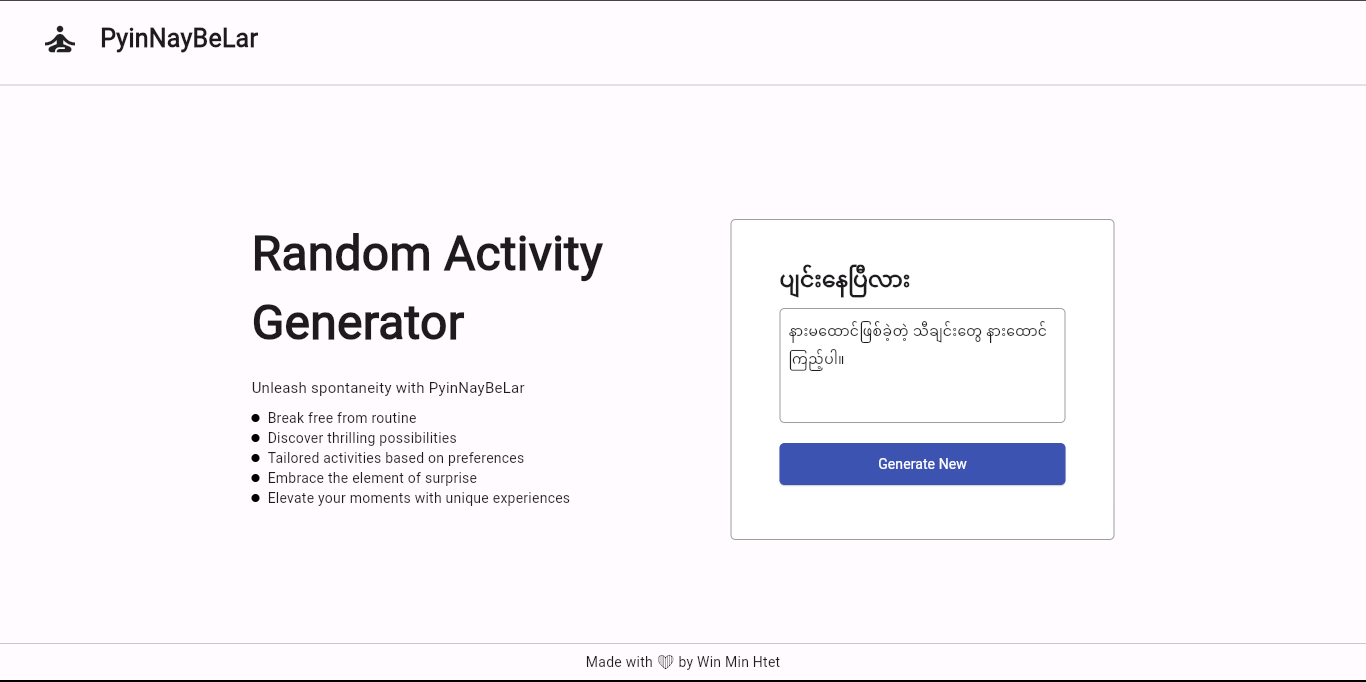 PyinNayBeLar
Random Activity
Generator
Unleash spontaneity with PyinNayBeLar
Break free from routine
Discover thrilling possibilities
Tailored activities based on preferences
Embrace the element of surprise
Elevate your moments with unique experiences
ပျင်းနေပြီလား
နားမထောင်ဖြစ်ခဲ့တဲ့ သီချင်းတွေ နားထောင်
ကြည့်ပါ။
Generate New
Made with 🤍 by Win Min Htet